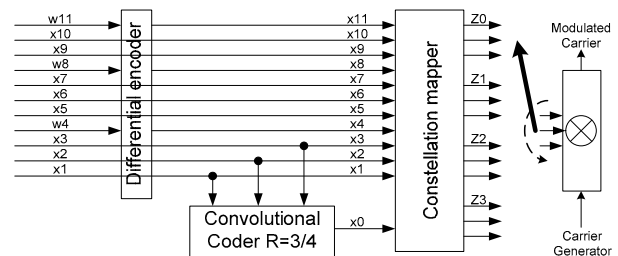 w11
x10
x9
w8
x7
x6
x5
w4
x3
x2
x1
Differential encoder
x11
x10
x9
x8
x7
x6
x5
x4
x3
x2
x1
Convolutional
Coder R=3/4
x0
Constellation mapper
Z0
Z1
Z2
Z3
Modulated
Carrier
Carrier
Generator